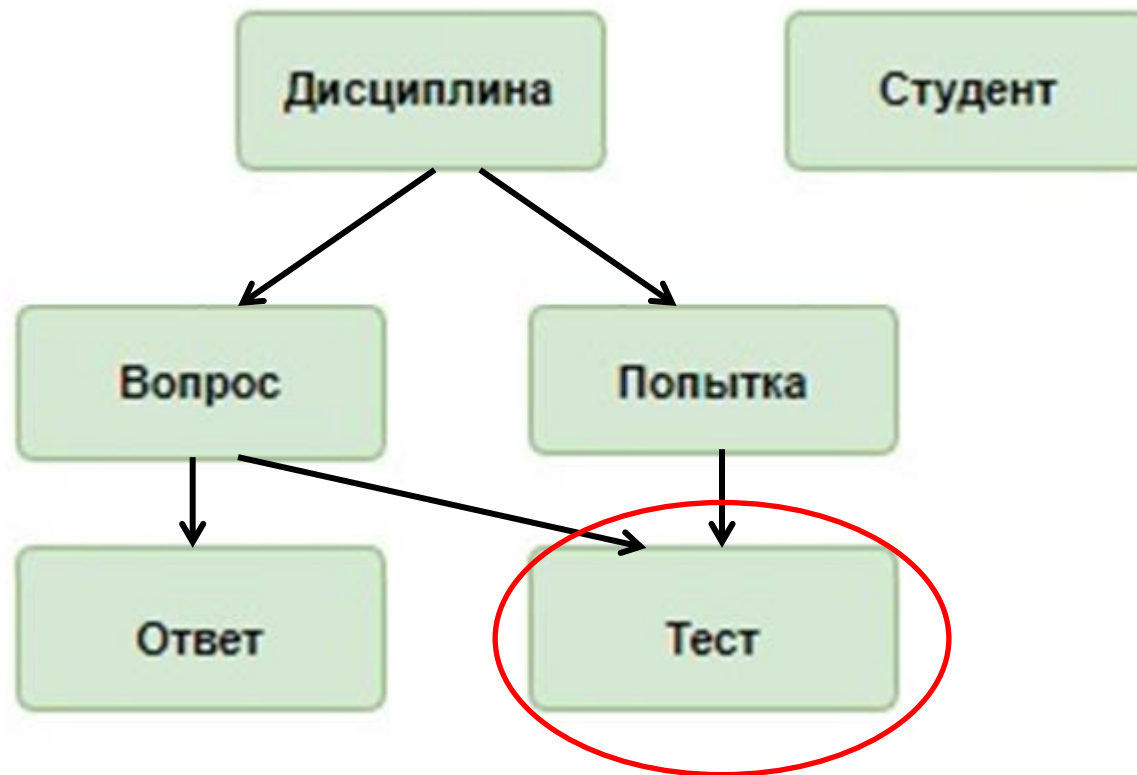 Дисциплина
Студент
Вопрос
Попытка
Ответ
Тест